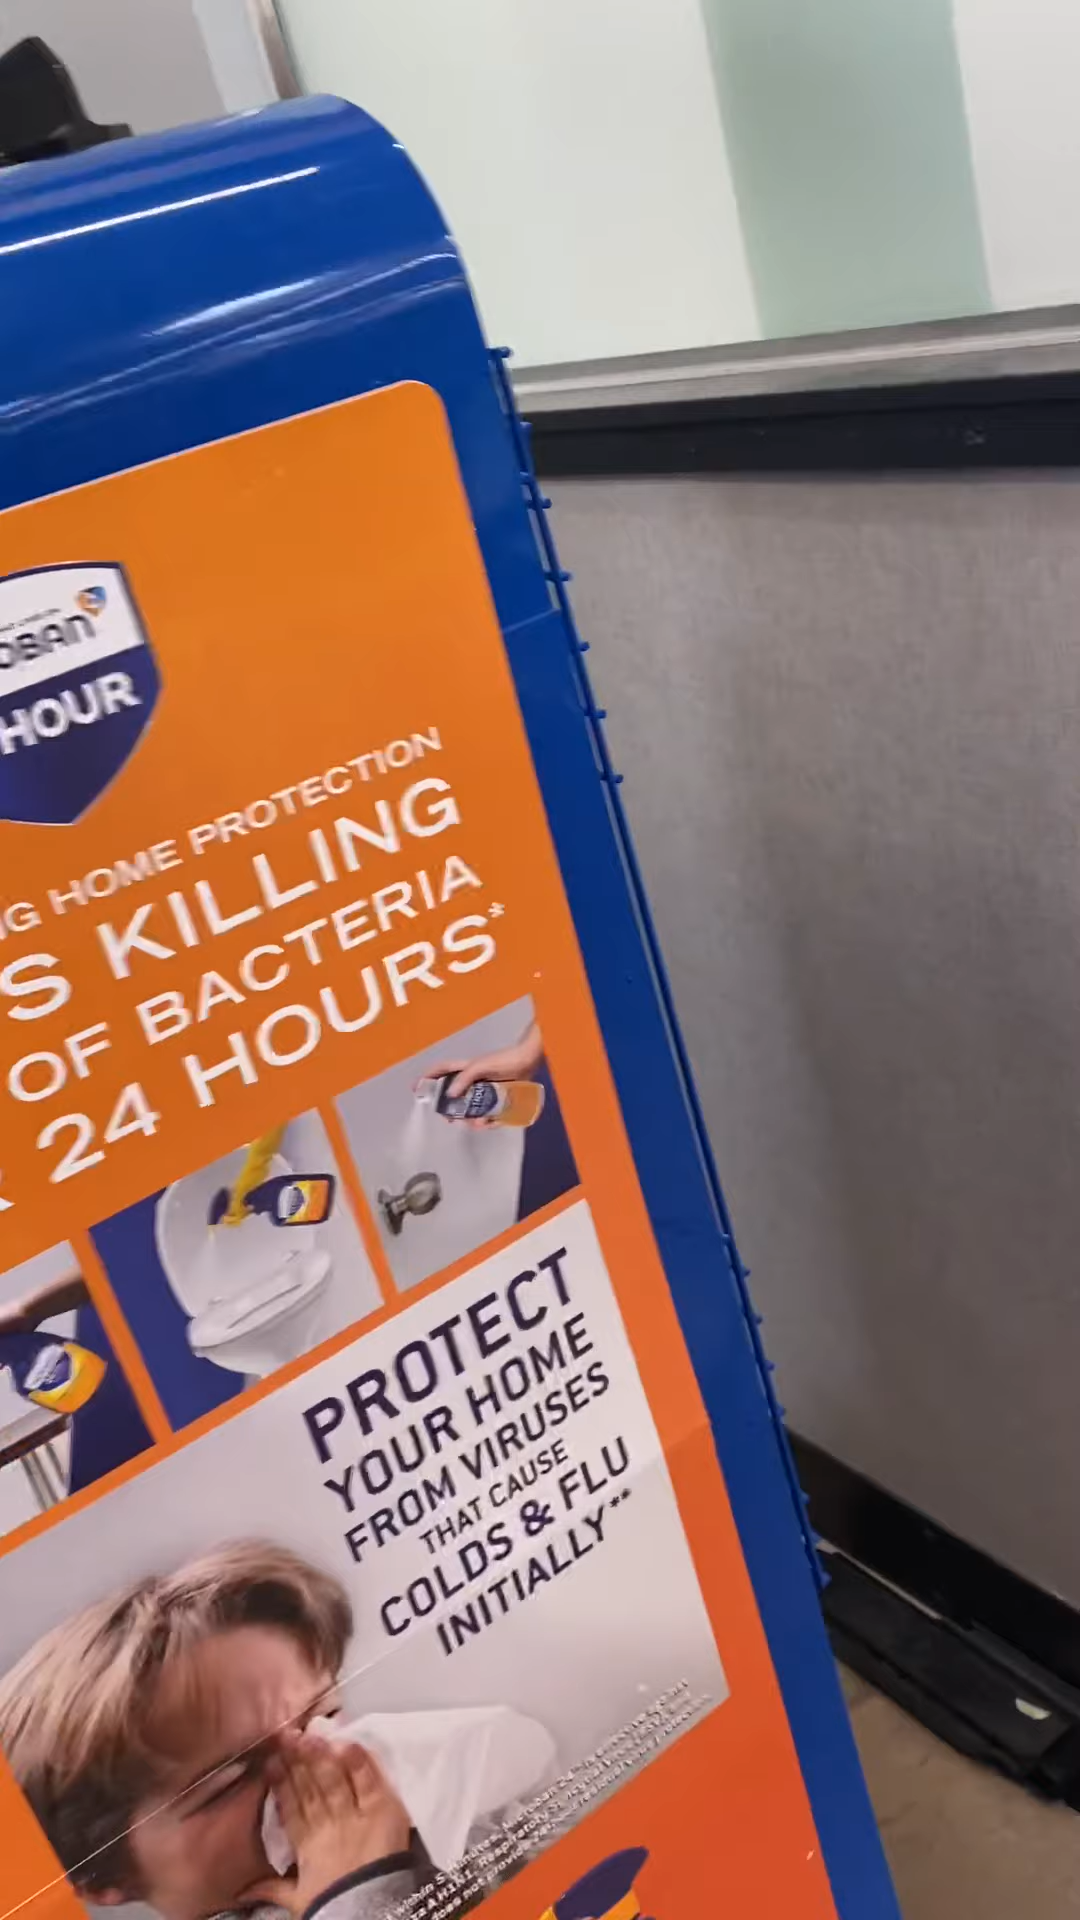 OBAN
HOUR
G HOME PROTECTION
S KILLING
OF BACTERIA
24 HOURS*
PROTECT
YOUR HOME
FROM VIRUSES
THAT CAUSE
COLDS & FLU
INITIALLY**